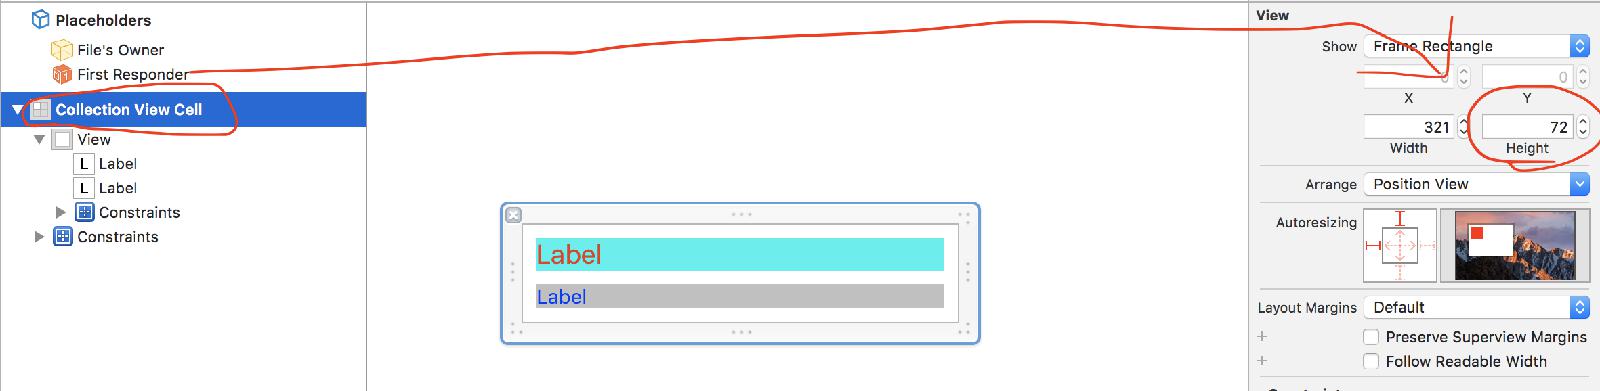 Placeholders
File's Owner
First Responder
Collection View Cell
View
L Label
L Label
Constraints
Constraints
Label
Label
View
Show Frame Rectangle
0 0
X Y
321 72
Width Height
Arrange Position View
Autoresizing
Layout Margins Default
Preserve Superview Margins
Follow Readable Width